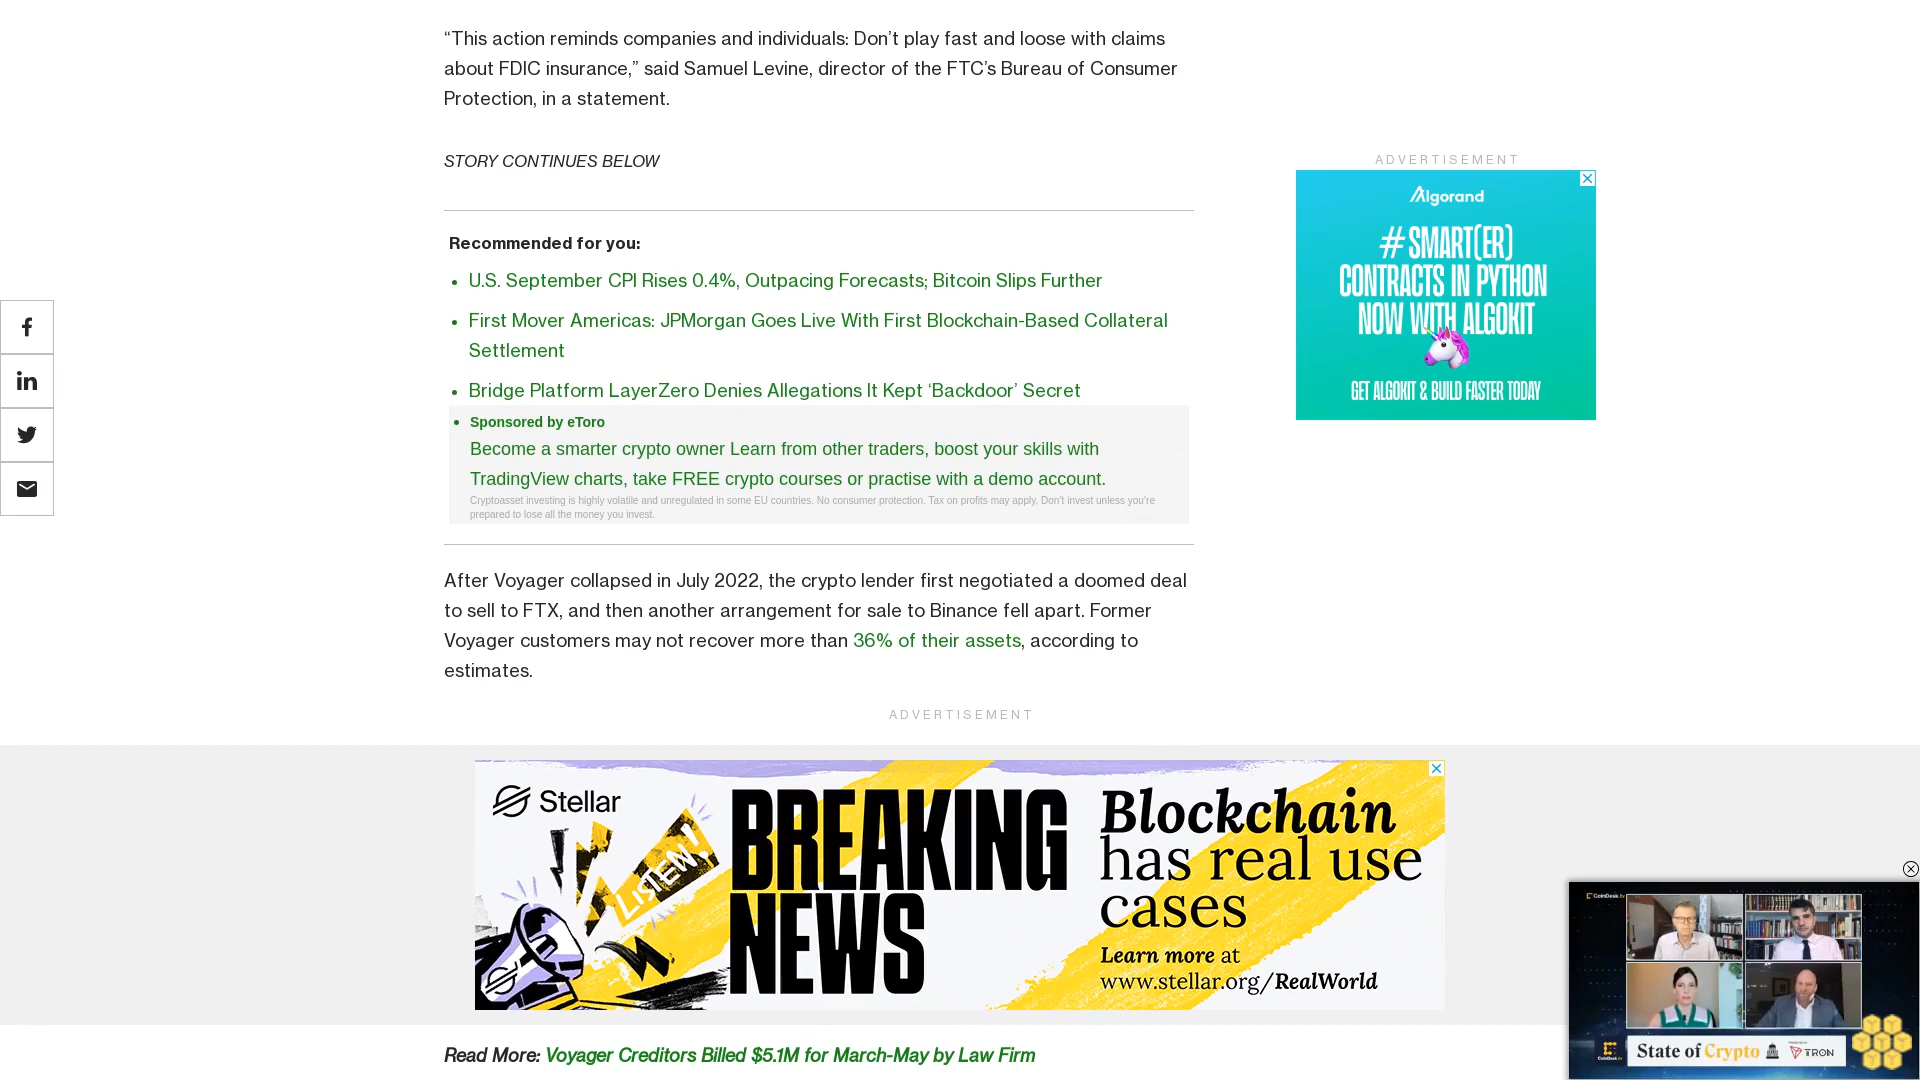 “This action reminds companies and individuals: Don’t play fast and loose with claims
about FDIC insurance,” said Samuel Levine, director of the FTC’s Bureau of Consumer
Protection, in a statement.
STORY CONTINUES BELOW
Recommended for you:
• U.S. September CPI Rises 0.4%, Outpacing Forecasts; Bitcoin Slips Further
• First Mover Americas: JPMorgan Goes Live With First Blockchain-Based Collateral
Settlement
• Bridge Platform LayerZero Denies Allegations It Kept ‘Backdoor’ Secret
• Sponsored by eToro
Become a smarter crypto owner Learn from other traders, boost your skills with
TradingView charts, take FREE crypto courses or practise with a demo account.
Cryptoasset investing is highly volatile and unregulated in some EU countries. No consumer protection. Tax on profits may apply, Don’t invest unless you’re
prepared to lose all the money you invest.
After Voyager collapsed in July 2022, the crypto lender first negotiated a doomed deal
to sell to FTX, and then another arrangement for sale to Binance fell apart. Former
Voyager customers may not recover more than 36% of their assets, according to
estimates.
ADVERTISEMENT
Algorand
#SMART(ER)
CONTRACTS IN PYTHON
NOW WITH ALGOKIT
GET ALGOKIT & BUILD FASTER TODAY
ADVERTISEMENT
Stellar
LISTEN!
BREAKING
NEWS
Blockchain
has real use
cases
Learn more at
www.stellar.org/RealWorld
Read More: Voyager Creditors Billed $5.1M for March-May by Law Firm
CoinDesk.tv
CoinDesk.tv
State of Crypto
TRON